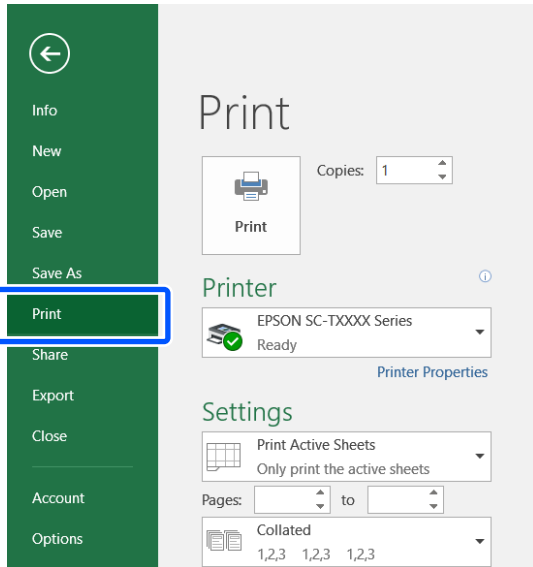 Info
New
Open
Save
Save As
Print
Share
Export
Close
Account
Options
Print
Print
Copies: 1
Printer
EPSON SC-TXXXX Series
Ready
Printer Properties
Settings
Print Active Sheets
Only print the active sheets
Pages: to
Collated
1,2,3 1,2,3 1,2,3